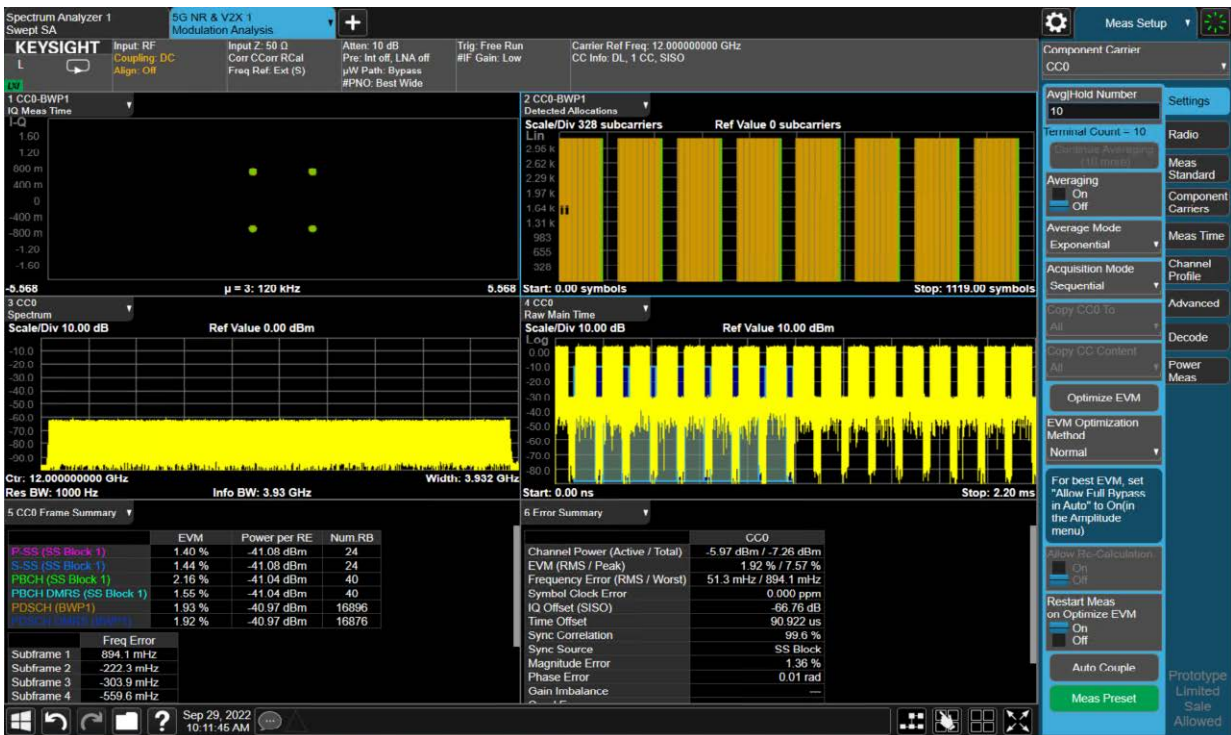 Spectrum Analyzer 1
Swept SA
5G NR & V2X 1
Modulation Analysis
Meas Setup
KEYSIGHT
L
LXI
Input: RF
Coupling: DC
Align: Off
Input Z: 50 Ω
Corr CCorr RCal
Freq Ref: Ext (S)
Atten: 10 dB
Pre: Int off, LNA off
µW Path: Bypass
#PNO: Best Wide
Trig: Free Run
#IF Gain: Low
Carrier Ref Freq: 12.000000000 GHz
CC Info: DL, 1 CC, SISO
1 CC0-BWP1
IQ Meas Time
I-Q
1.60
1.20
800 m
400 m
0
-400 m
-800 m
-1.20
-1.60
-5.568
µ = 3: 120 kHz
5.568
2 CC0-BWP1
Detected Allocations
Scale/Div 328 subcarriers
Ref Value 0 subcarriers
Lin
2.95 k
2.62 k
2.29 k
1.97 k
1.64 k
1.31 k
983
655
328
Start: 0.00 symbols
Stop: 1119.00 symbols
3 CC0
Spectrum
Scale/Div 10.00 dB
Ref Value 0.00 dBm
-10.0
-20.0
-30.0
-40.0
-50.0
-60.0
-70.0
-80.0
-90.0
Ctr: 12.000000000 GHz
Width: 3.932 GHz
Res BW: 1000 Hz
Info BW: 3.93 GHz
4 CC0
Raw Main Time
Scale/Div 10.00 dB
Ref Value 10.00 dBm
Log
0.00
-10.0
-20.0
-30.0
-40.0
-50.0
-60.0
-70.0
-80.0
Start: 0.00 ns
Stop: 2.20 ms
5 CC0 Frame Summary
EVM Power per RE Num.RB
P-SS (SS Block 1) 1.40 % -41.08 dBm 24
S-SS (SS Block 1) 1.44 % -41.08 dBm 24
PBCH (SS Block 1) 2.16 % -41.04 dBm 40
PBCH DMRS (SS Block 1) 1.55 % -41.04 dBm 40
PDSCH (BWP1) 1.93 % -40.97 dBm 16896
PDSCH DMRS (BWP1) 1.92 % -40.97 dBm 16876
Freq Error
Subframe 1 894.1 mHz
Subframe 2 -222.3 mHz
Subframe 3 -303.9 mHz
Subframe 4 -559.6 mHz
6 Error Summary
CC0
Channel Power (Active / Total) -5.97 dBm / -7.26 dBm
EVM (RMS / Peak) 1.92 % / 7.57 %
Frequency Error (RMS / Worst) 51.3 mHz / 894.1 mHz
Symbol Clock Error 0.000 ppm
IQ Offset (SISO) -66.76 dB
Time Offset 90.922 us
Sync Correlation 99.6 %
Sync Source SS Block
Magnitude Error 1.36 %
Phase Error 0.01 rad
Gain Imbalance ---
Component Carrier
CC0
Avg|Hold Number
10
Terminal Count = 10
Continue Averaging
(10 more)
Averaging
On
Off
Average Mode
Exponential
Acquisition Mode
Sequential
Copy CC0 To
All
Copy CC Content
All
Optimize EVM
EVM Optimization
Method
Normal
For best EVM, set
"Allow Full Bypass
in Auto" to On(in
the Amplitude
menu)
Allow Re-Calculation
On
Off
Restart Meas
on Optimize EVM
On
Off
Auto Couple
Meas Preset
Settings
Radio
Meas
Standard
Component
Carriers
Meas Time
Channel
Profile
Advanced
Decode
Power
Meas
Prototype
Limited
Sale
Allowed
?
Sep 29, 2022
10:11:45 AM